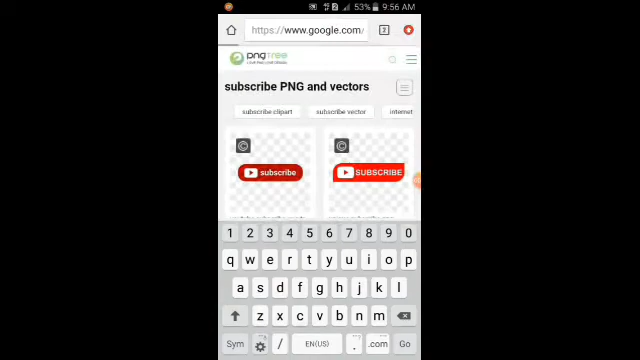 53% 9:56 AM
https://www.google.com/ 2
pngtree
subscribe PNG and vectors
subscribe clipart subscribe vector internet
© ©
subscribe SUBSCRIBE
1 2 3 4 5 6 7 8 9 0
q w e r t y u i o p
a s d f g h j k l
z x c v b n m
Sym / EN(US) . .com Go